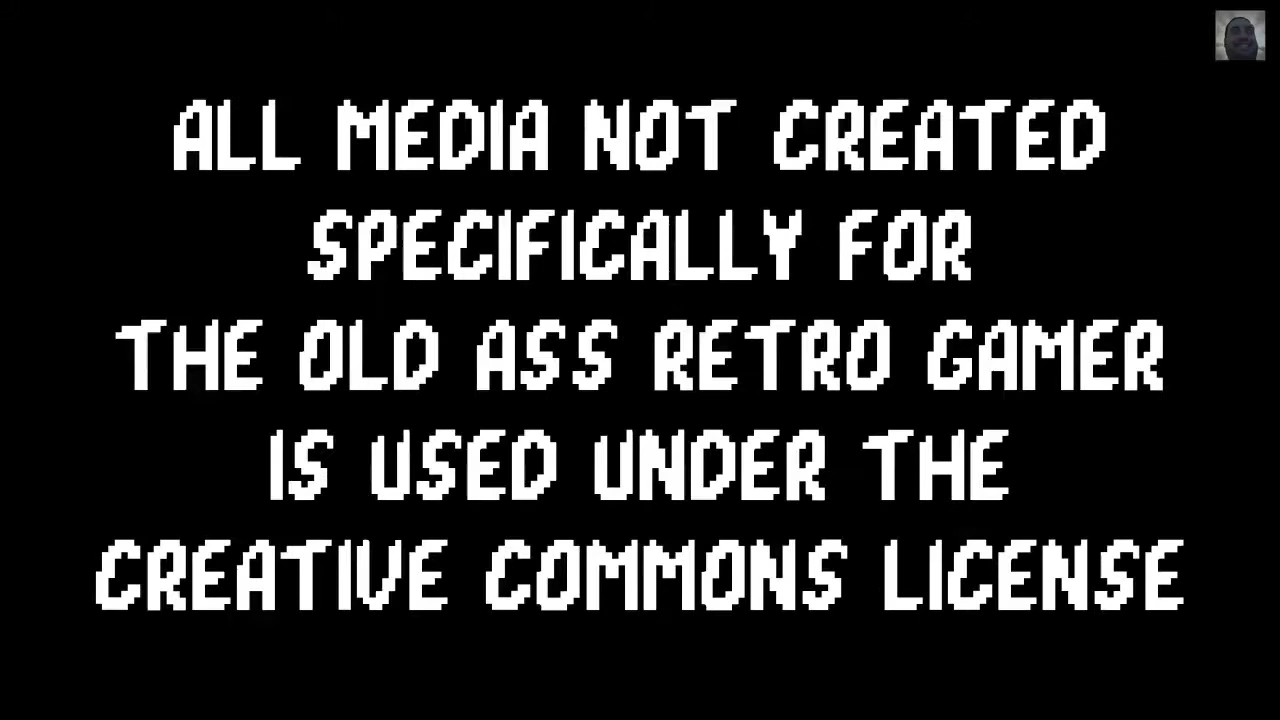 ALL MEDIA NOT CREATED
SPECIFICALLY FOR
THE OLD ASS RETRO GAMER
IS USED UNDER THE
CREATIVE COMMONS LICENSE